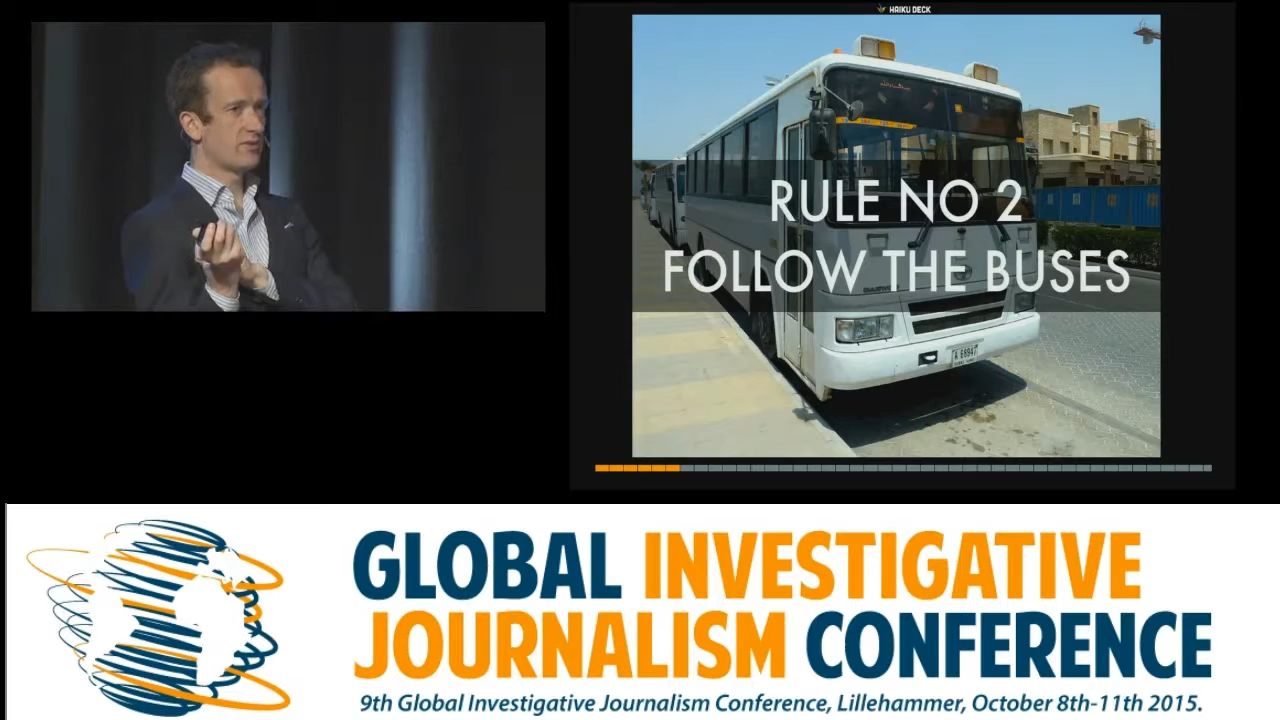 HAIKU DECK
RULE NO 2
FOLLOW THE BUSES
A 68947
GLOBAL INVESTIGATIVE
JOURNALISM CONFERENCE
9th Global Investigative Journalism Conference, Lillehammer, October 8th-11th 2015.